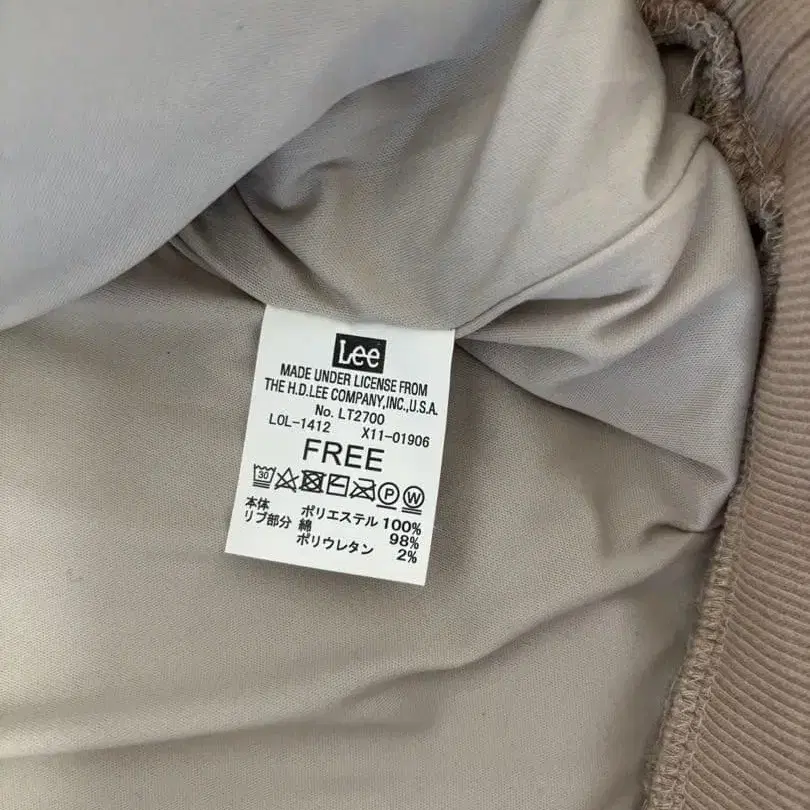 Lee
MADE UNDER LICENSE FROM
THE H.D.LEE COMPANY,INC.,U.S.A.
No. LT2700
LOL-1412 X11-01906
FREE
30 P W
本体 ポリエステル 100%
リブ部分 綿 98%
ポリウレタン 2%